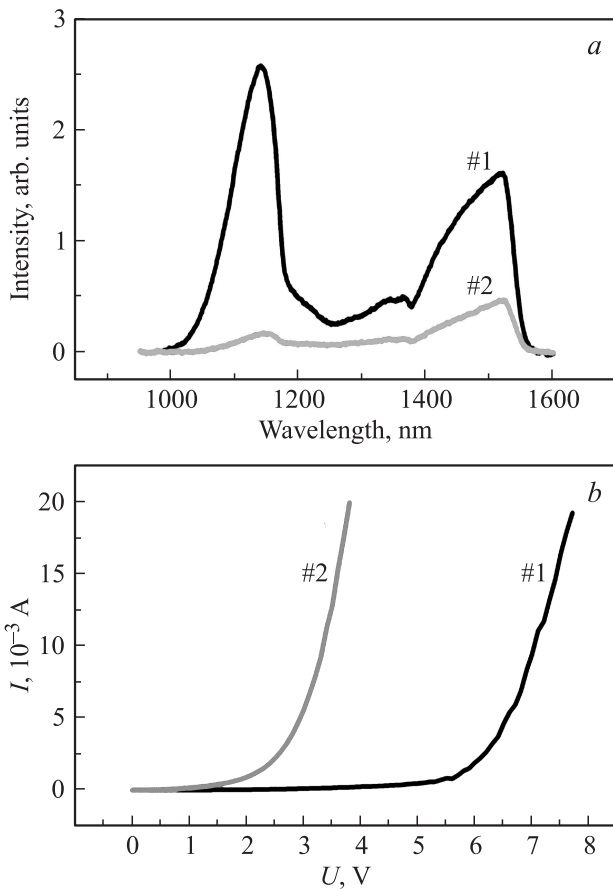 3
a
2
#1
1
#2
0
Intensity, arb. units
1000 1200 1400 1600
Wavelength, nm
b
20
15
#2 #1
10
5
0
I, 10⁻³ A
0 1 2 3 4 5 6 7 8
U, V